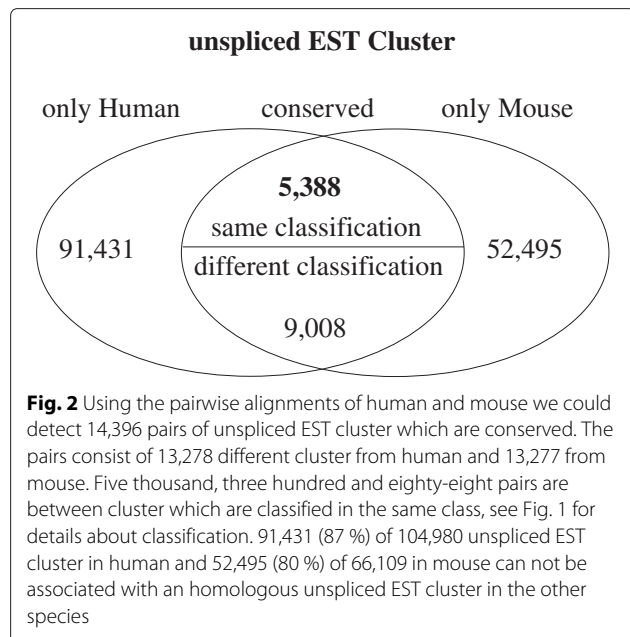 unspliced EST Cluster
only Human conserved only Mouse
5,388
same classification
91,431 52,495
different classification
9,008
Fig. 2 Using the pairwise alignments of human and mouse we could
detect 14,396 pairs of unspliced EST cluster which are conserved. The
pairs consist of 13,278 different cluster from human and 13,277 from
mouse. Five thousand, three hundred and eighty-eight pairs are
between cluster which are classified in the same class, see Fig. 1 for
details about classification. 91,431 (87 %) of 104,980 unspliced EST
cluster in human and 52,495 (80 %) of 66,109 in mouse can not be
associated with an homologous unspliced EST cluster in the other
species